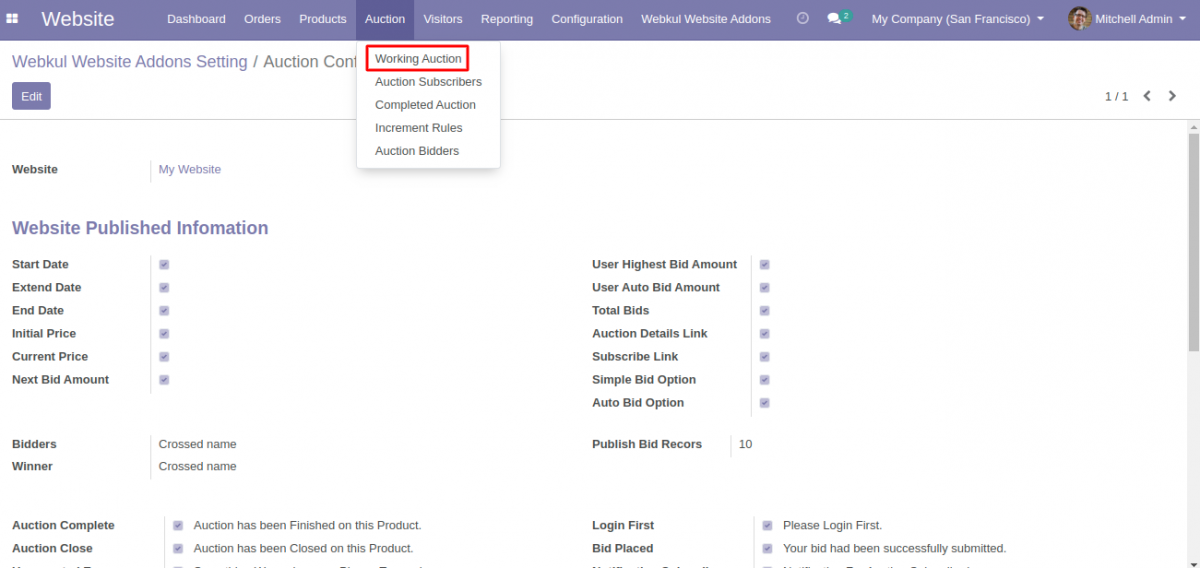 Website Dashboard Orders Products Auction Visitors Reporting Configuration Webkul Website Addons 2 My Company (San Francisco) Mitchell Admin
Webkul Website Addons Setting / Auction Conf
Working Auction
Auction Subscribers
Completed Auction
Increment Rules
Auction Bidders
Edit
1 / 1
Website My Website
Website Published Infomation
Start Date
Extend Date
End Date
Initial Price
Current Price
Next Bid Amount
User Highest Bid Amount
User Auto Bid Amount
Total Bids
Auction Details Link
Subscribe Link
Simple Bid Option
Auto Bid Option
Bidders Crossed name
Winner Crossed name
Publish Bid Recors 10
Auction Complete Auction has been Finished on this Product.
Auction Close Auction has been Closed on this Product.
Login First Please Login First.
Bid Placed Your bid had been successfully submitted.